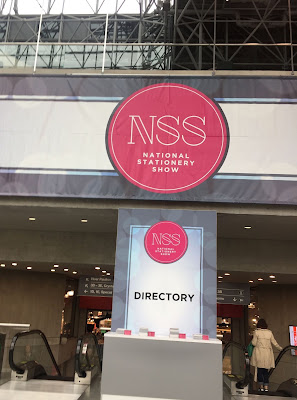 NSS
NATIONAL
STATIONERY
SHOW
NSS
NATIONAL
STATIONERY
SHOW
DIRECTORY